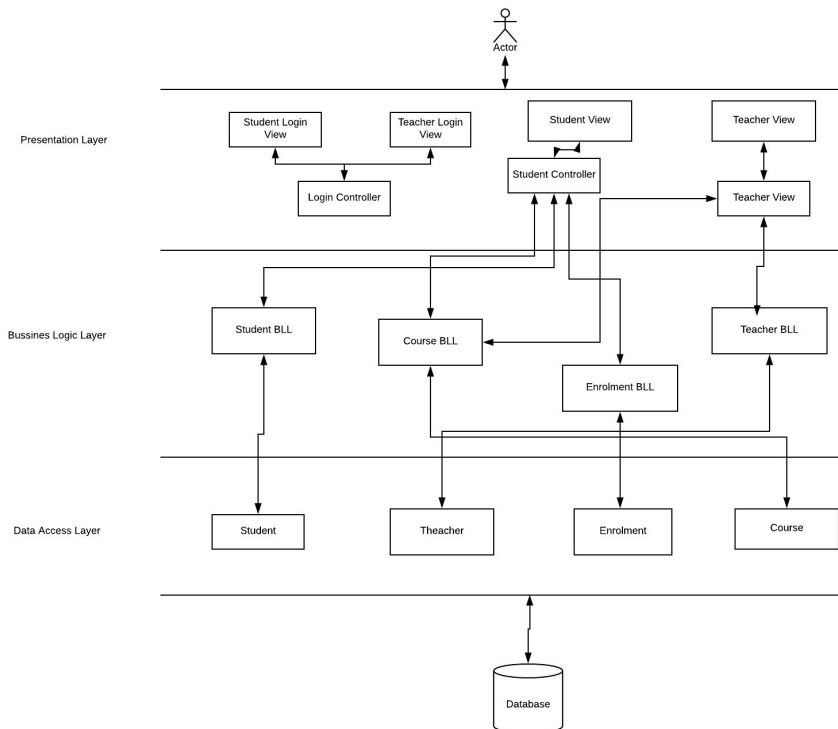 Actor
Presentation Layer
Student Login
View
Teacher Login
View
Student View
Teacher View
Student Controller
Login Controller
Teacher View
Bussines Logic Layer
Student BLL
Course BLL
Teacher BLL
Enrolment BLL
Data Access Layer
Student
Theacher
Enrolment
Course
Database